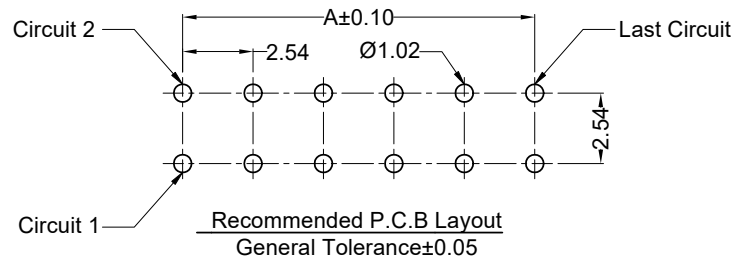 A±0.10
Circuit 2
2.54
Ø1.02
Last Circuit
2.54
Circuit 1
Recommended P.C.B Layout
General Tolerance±0.05